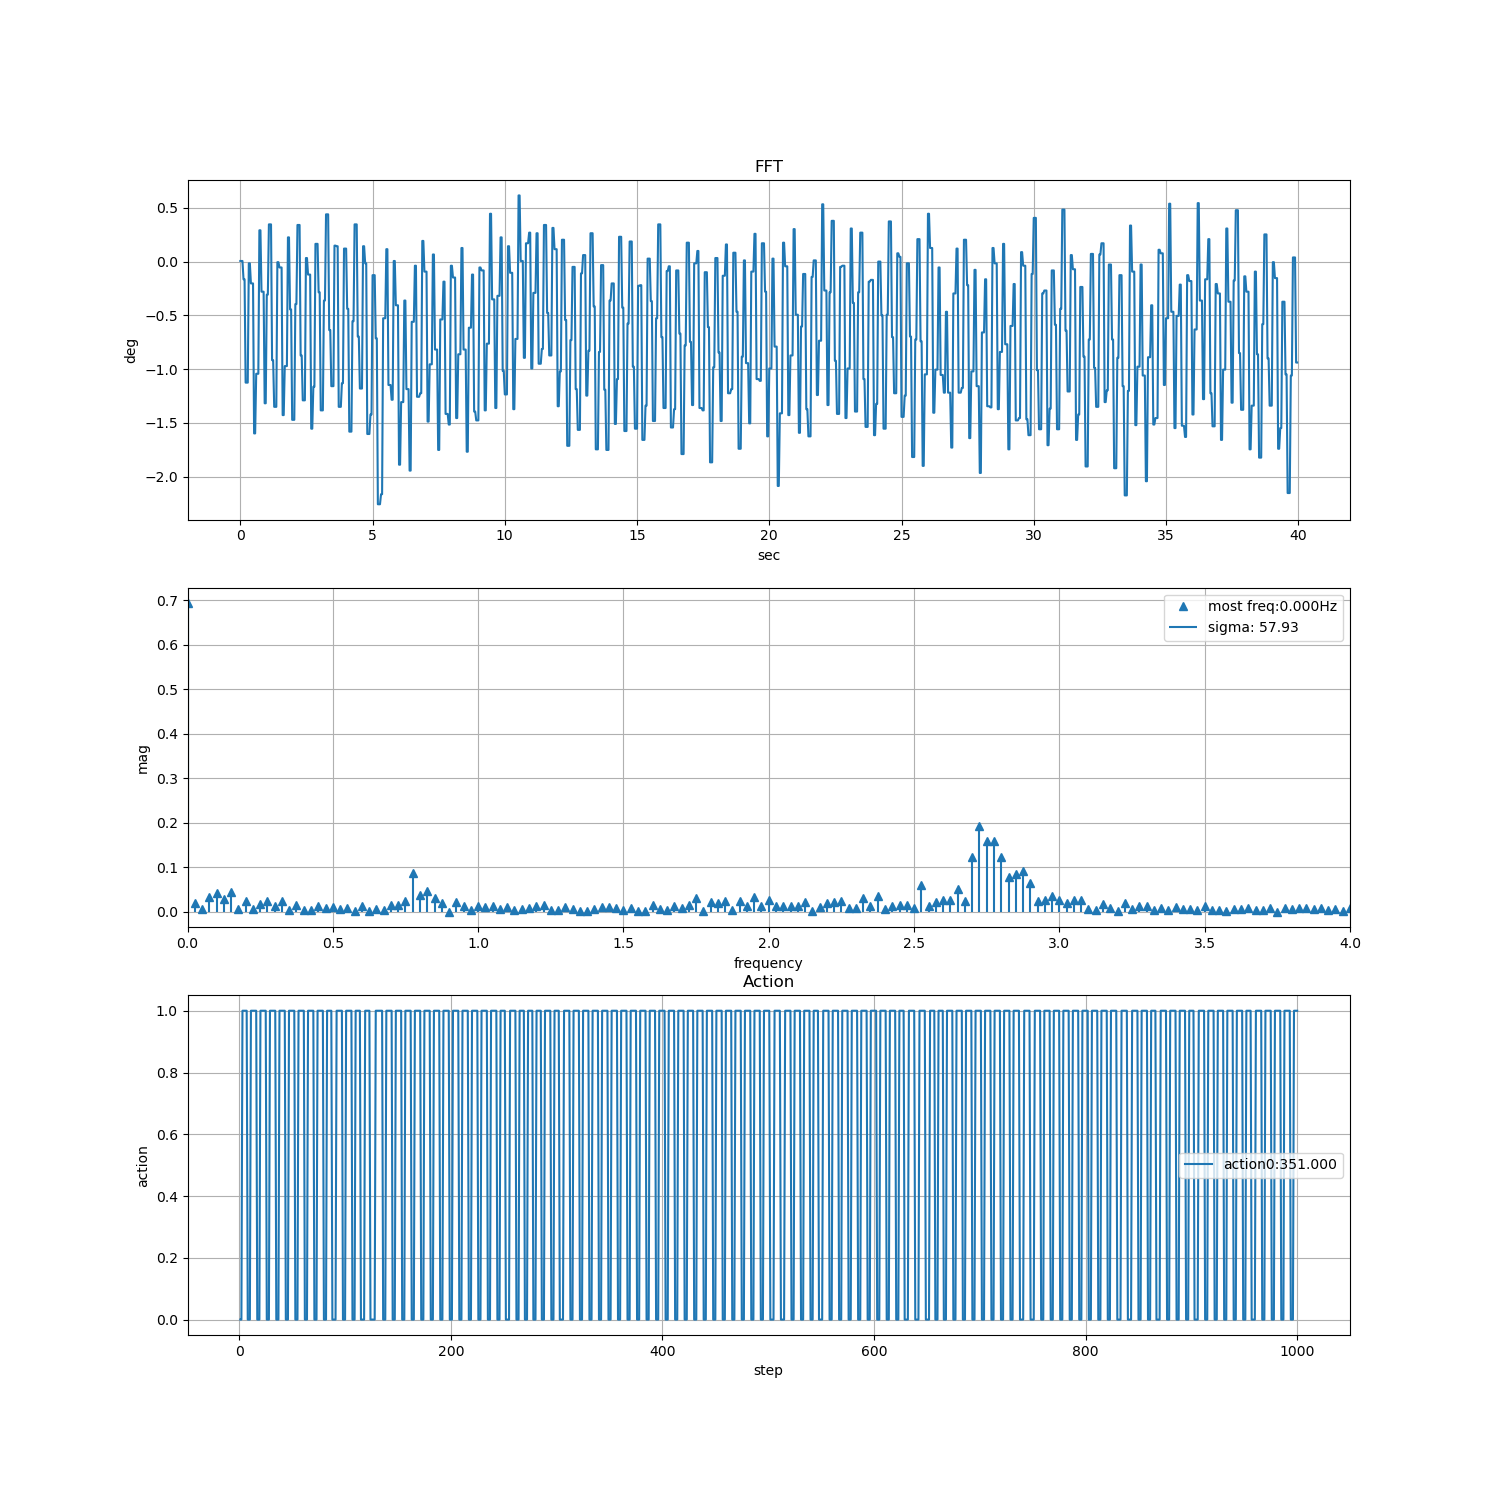 FFT
0.5
0.0
−0.5
−1.0
−1.5
−2.0
deg
0 5 10 15 20 25 30 35 40
sec
0.7
0.6
0.5
0.4
0.3
0.2
0.1
0.0
mag
most freq:0.000Hz
sigma: 57.93
0.0 0.5 1.0 1.5 2.0 2.5 3.0 3.5 4.0
frequency
Action
1.0
0.8
0.6
0.4
0.2
0.0
action
action0:351.000
0 200 400 600 800 1000
step